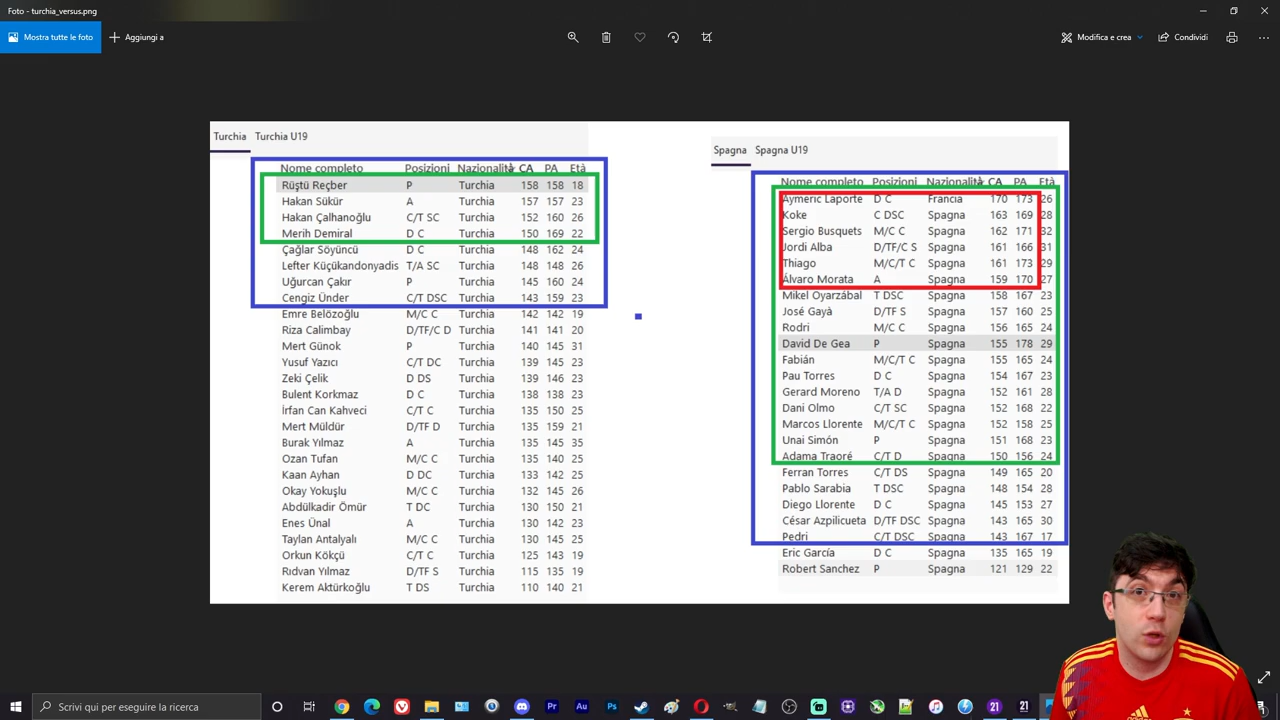 Foto - turchia_versus.png
Mostra tutte le foto
Aggiungi a
Modifica e crea
Condividi
Turchia Turchia U19
Nome completo Posizioni Nazionalità CA PA Età
Rüştü Reçber P Turchia 158 158 18
Hakan Sükür A Turchia 157 157 23
Hakan Çalhanoğlu C/T SC Turchia 152 160 26
Merih Demiral D C Turchia 150 169 22
Çağlar Söyüncü D C Turchia 148 162 24
Lefter Küçükandonyadis T/A SC Turchia 148 148 26
Uğurcan Çakır P Turchia 145 160 24
Cengiz Ünder C/T DSC Turchia 143 159 23
Emre Belözoğlu M/C C Turchia 142 142 19
Riza Calimbay D/TF/C D Turchia 141 141 20
Mert Günok P Turchia 140 145 31
Yusuf Yazıcı C/T DC Turchia 139 145 23
Zeki Çelik D DS Turchia 139 146 23
Bulent Korkmaz D C Turchia 138 138 23
İrfan Can Kahveci C/T C Turchia 135 150 25
Mert Müldür D/TF D Turchia 135 159 21
Burak Yılmaz A Turchia 135 145 35
Ozan Tufan M/C C Turchia 135 140 25
Kaan Ayhan D DC Turchia 133 142 25
Okay Yokuşlu M/C C Turchia 132 145 26
Abdülkadir Ömür T DC Turchia 130 150 21
Enes Ünal A Turchia 130 142 23
Taylan Antalyalı M/C C Turchia 130 145 25
Orkun Kökçü C/T C Turchia 125 143 19
Rıdvan Yılmaz D/TF S Turchia 115 135 19
Kerem Aktürkoğlu T DS Turchia 110 140 21
Spagna Spagna U19
Nome completo Posizioni Nazionalità CA PA Età
Aymeric Laporte D C Francia 170 173 26
Koke C DSC Spagna 163 169 28
Sergio Busquets M/C C Spagna 162 171 32
Jordi Alba D/TF/C S Spagna 161 166 31
Thiago M/C/T C Spagna 161 173 29
Álvaro Morata A Spagna 159 170 27
Mikel Oyarzábal T DSC Spagna 158 167 23
José Gayà D/TF S Spagna 157 160 25
Rodri M/C C Spagna 156 165 24
David De Gea P Spagna 155 178 29
Fabián M/C/T C Spagna 155 165 24
Pau Torres D C Spagna 154 167 23
Gerard Moreno T/A D Spagna 152 161 28
Dani Olmo C/T SC Spagna 152 168 22
Marcos Llorente M/C/T C Spagna 152 158 25
Unai Simón P Spagna 151 168 23
Adama Traoré C/T D Spagna 150 156 24
Ferran Torres C/T DS Spagna 149 165 20
Pablo Sarabia T DSC Spagna 148 154 28
Diego Llorente D C Spagna 145 153 27
César Azpilicueta D/TF DSC Spagna 143 165 30
Pedri C/T DSC Spagna 143 167 17
Eric García D C Spagna 135 165 19
Robert Sanchez P Spagna 121 129 22
Scrivi qui per eseguire la ricerca
Pr
Au
Ps
21
21